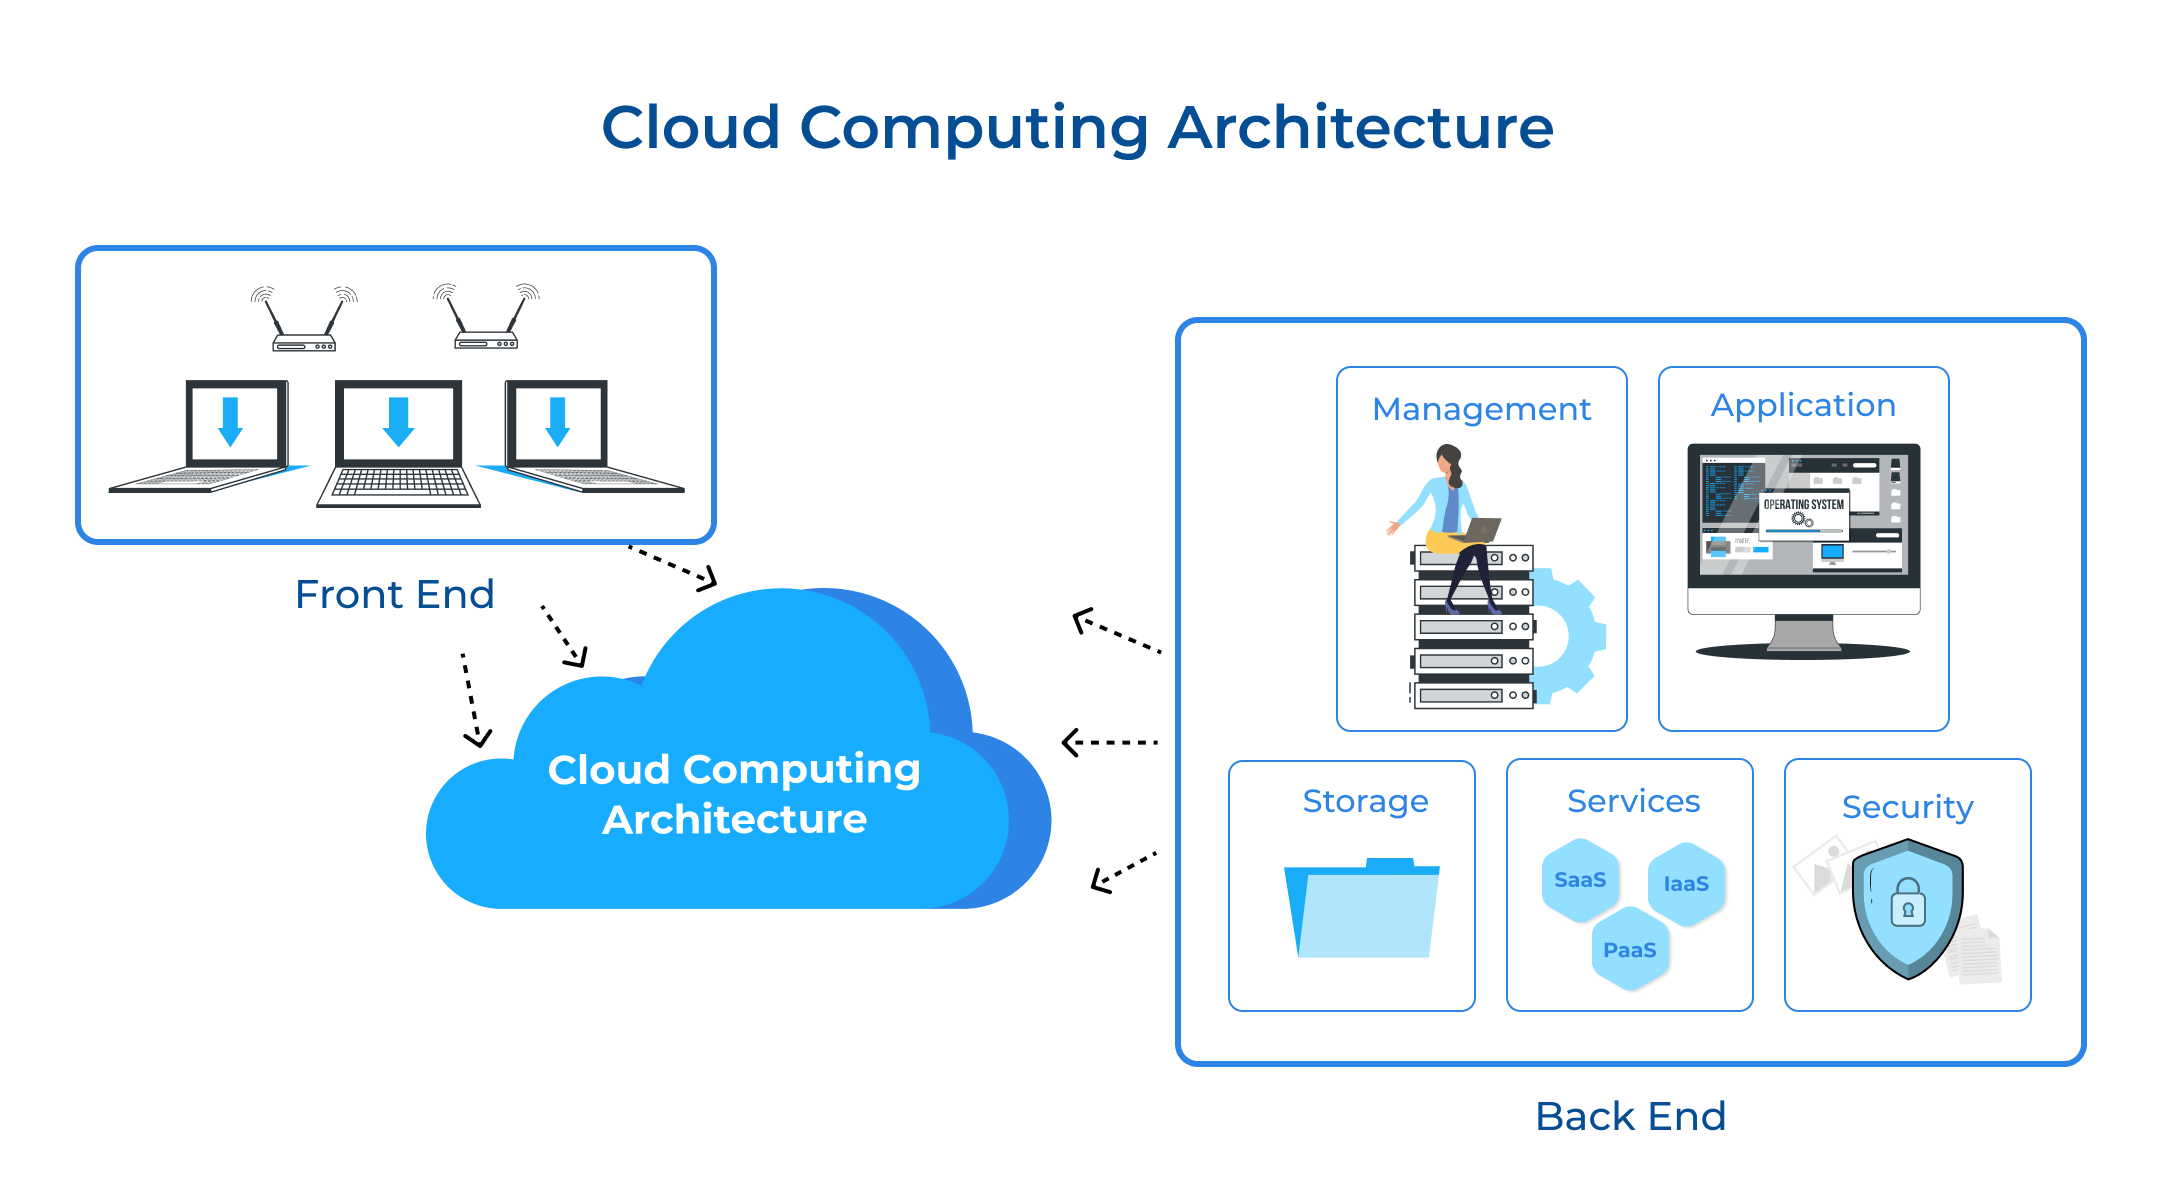 Cloud Computing Architecture
Front End
Cloud Computing
Architecture
Management
Application
OPERATING SYSTEM
Storage
Services
SaaS
IaaS
PaaS
Security
Back End